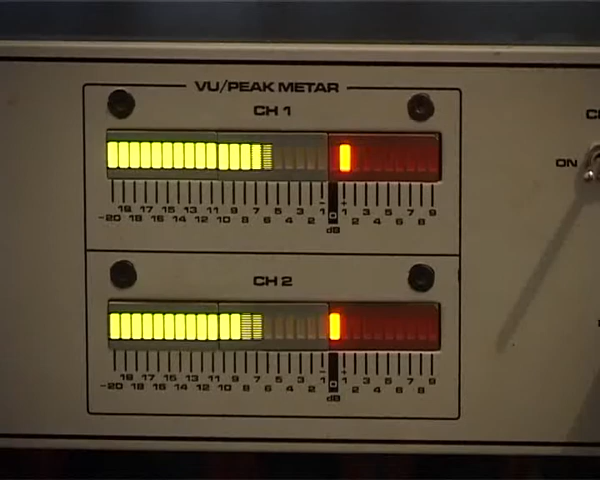 VU/PEAK METAR
CH 1
ON
- +
19 17 15 13 11 9 7 5 3 1 1 3 5 7 9
-20 18 16 14 12 10 8 6 4 2 0 2 4 6 8
dB
CH 2
- +
19 17 15 13 11 9 7 5 3 1 1 3 5 7 9
-20 18 16 14 12 10 8 6 4 2 0 2 4 6 8
dB